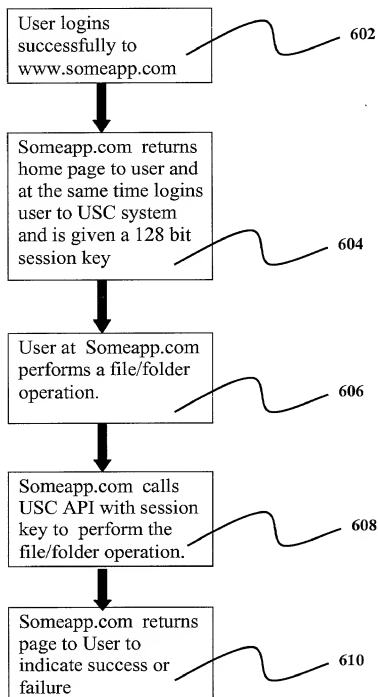 User logins
successfully to
www.someapp.com
602
Someapp.com returns
home page to user and
at the same time logins
user to USC system
and is given a 128 bit
session key
604
User at Someapp.com
performs a file/folder
operation.
606
Someapp.com calls
USC API with session
key to perform the
file/folder operation.
608
Someapp.com returns
page to User to
indicate success or
failure
610